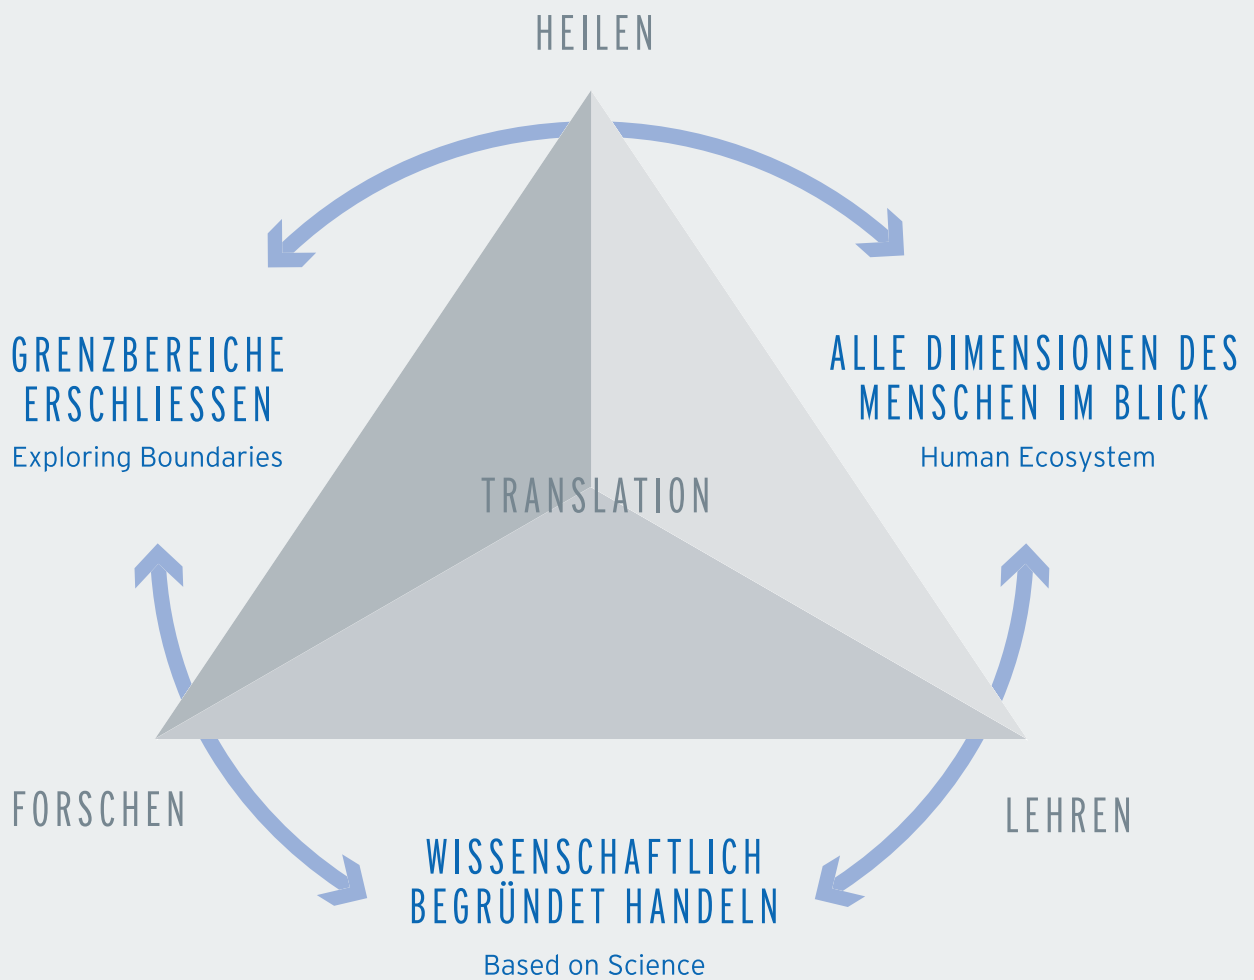 HEILEN
GRENZBEREICHE
ERSCHLIESSEN
Exploring Boundaries
ALLE DIMENSIONEN DES
MENSCHEN IM BLICK
Human Ecosystem
TRANSLATION
FORSCHEN
LEHREN
WISSENSCHAFTLICH
BEGRÜNDET HANDELN
Based on Science